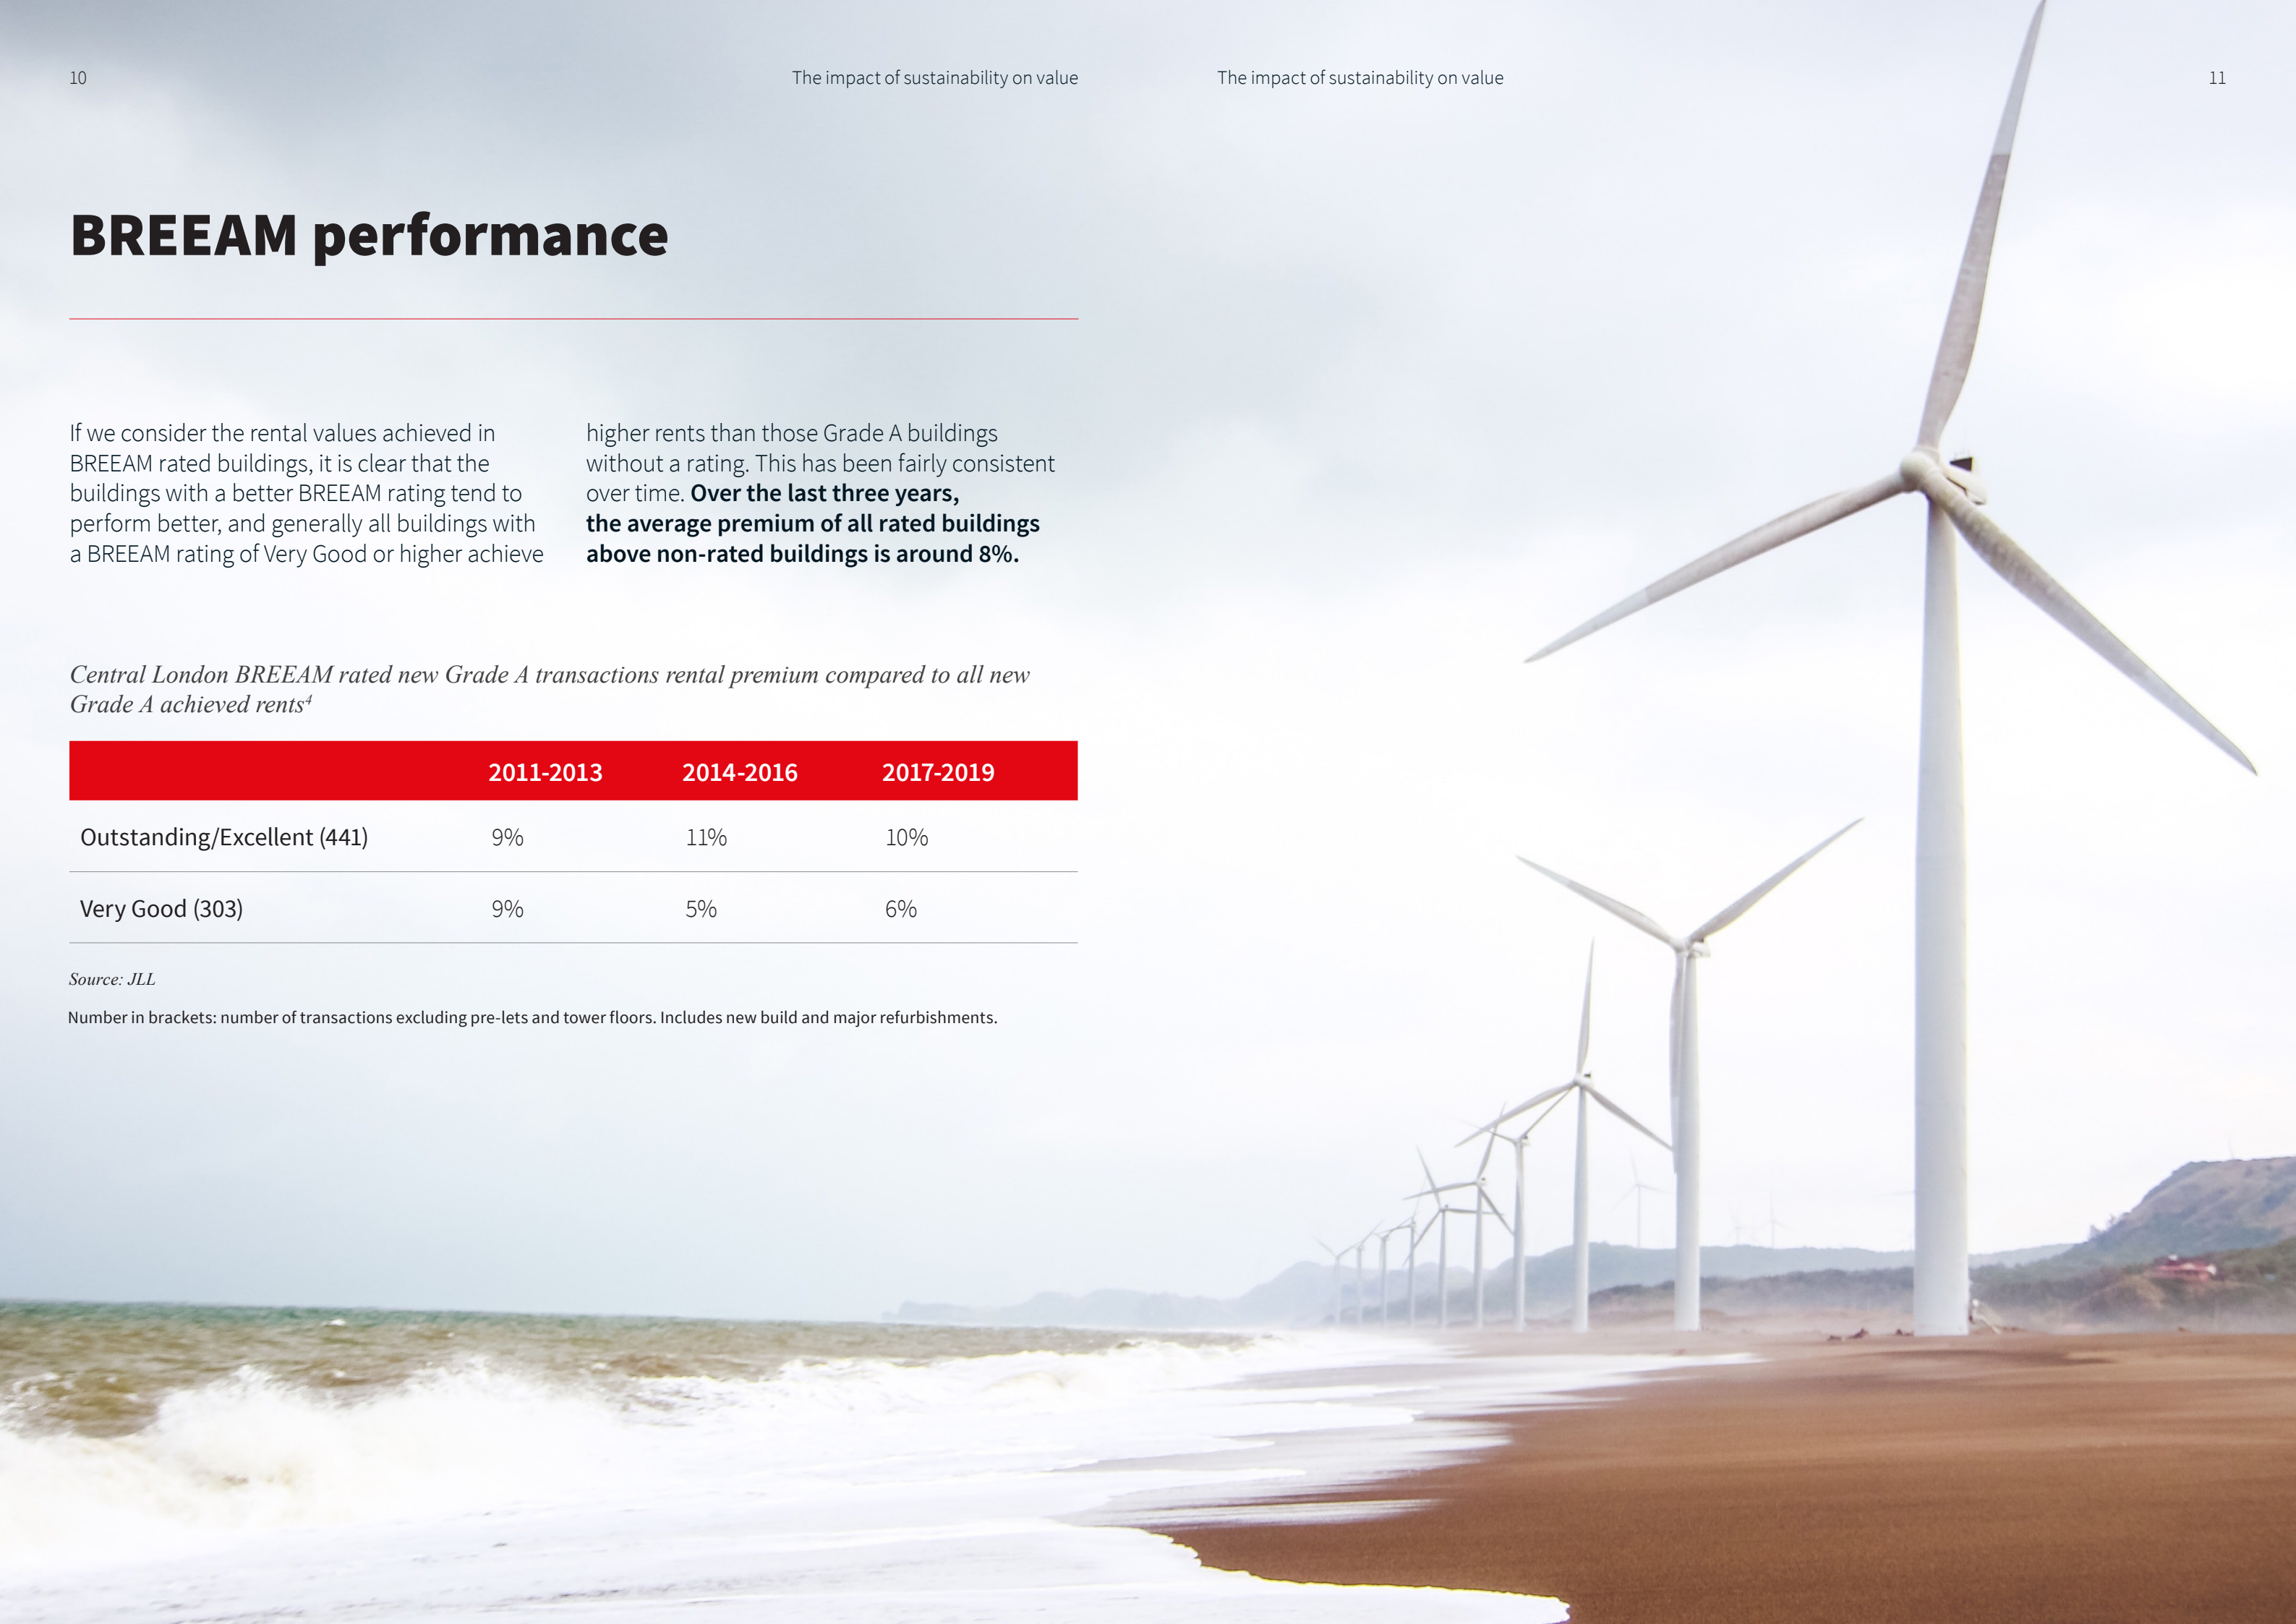 10
The impact of sustainability on value
The impact of sustainability on value
11
BREEAM performance
If we consider the rental values achieved in
BREEAM rated buildings, it is clear that the
buildings with a better BREEAM rating tend to
perform better, and generally all buildings with
a BREEAM rating of Very Good or higher achieve
higher rents than those Grade A buildings
without a rating. This has been fairly consistent
over time. Over the last three years,
the average premium of all rated buildings
above non-rated buildings is around 8%.
Central London BREEAM rated new Grade A transactions rental premium compared to all new
Grade A achieved rents⁴
2011-2013 2014-2016 2017-2019
Outstanding/Excellent (441) 9% 11% 10%
Very Good (303) 9% 5% 6%
Source: JLL
Number in brackets: number of transactions excluding pre-lets and tower floors. Includes new build and major refurbishments.